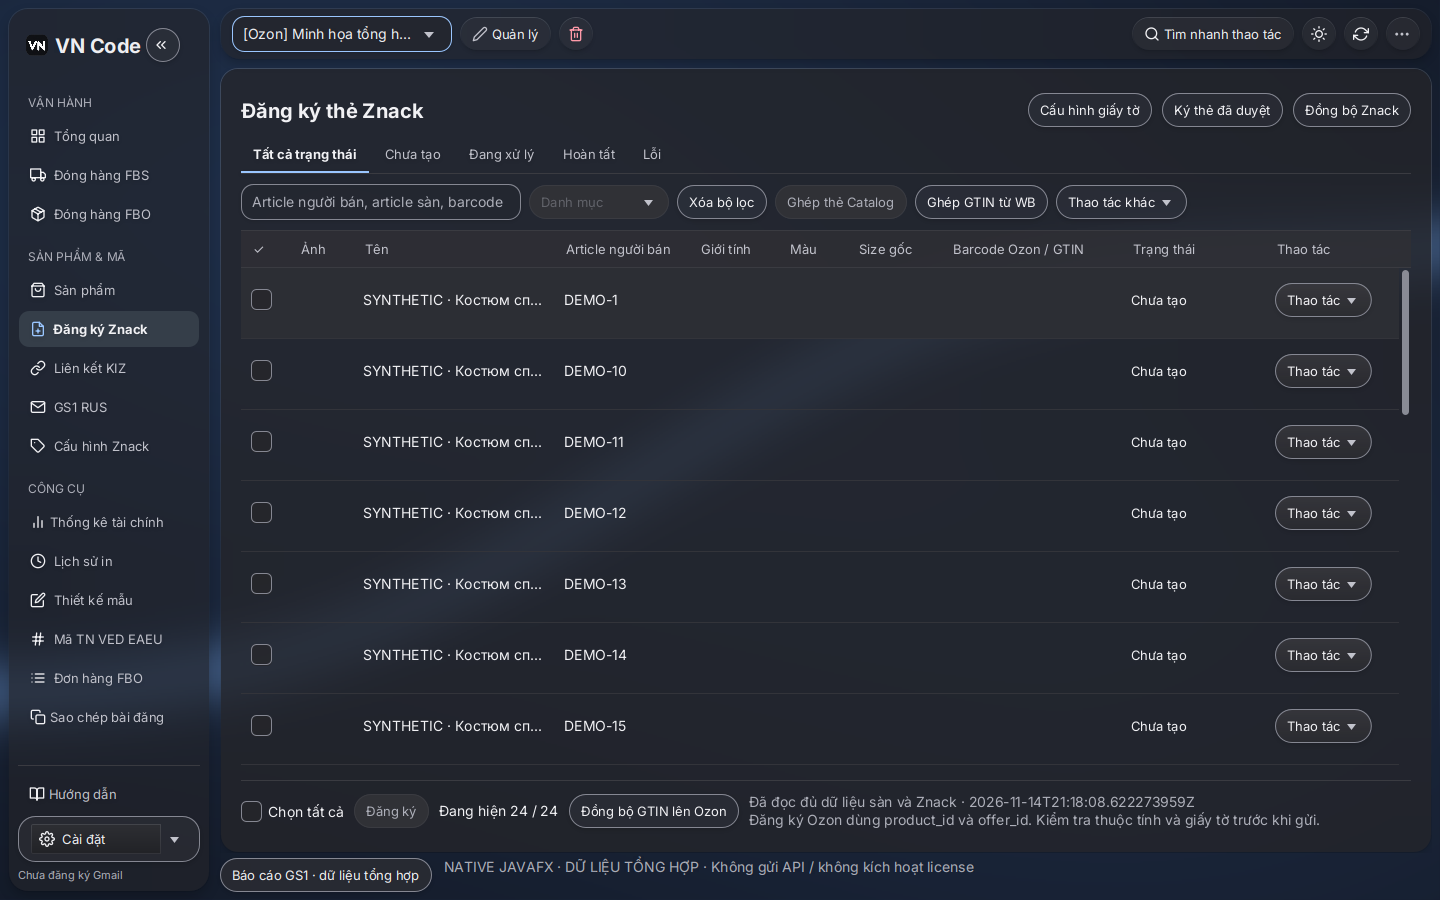 VN Code
VẬN HÀNH
Tổng quan
Đóng hàng FBS
Đóng hàng FBO
SẢN PHẨM & MÃ
Sản phẩm
Đăng ký Znack
Liên kết KIZ
GS1 RUS
Cấu hình Znack
CÔNG CỤ
Thống kê tài chính
Lịch sử in
Thiết kế mẫu
Mã TN VED EAEU
Đơn hàng FBO
Sao chép bài đăng
Hướng dẫn
Cài đặt
Chưa đăng ký Gmail
[Ozon] Minh họa tổng h... Quản lý Tìm nhanh thao tác
Đăng ký thẻ Znack Cấu hình giấy tờ Ký thẻ đã duyệt Đồng bộ Znack
Tất cả trạng thái Chưa tạo Đang xử lý Hoàn tất Lỗi
Article người bán, article sàn, barcode Danh mục Xóa bộ lọc Ghép thẻ Catalog Ghép GTIN từ WB Thao tác khác
Ảnh Tên Article người bán Giới tính Màu Size gốc Barcode Ozon / GTIN Trạng thái Thao tác
SYNTHETIC · Костюм сп... DEMO-1 Chưa tạo Thao tác
SYNTHETIC · Костюм сп... DEMO-10 Chưa tạo Thao tác
SYNTHETIC · Костюм сп... DEMO-11 Chưa tạo Thao tác
SYNTHETIC · Костюм сп... DEMO-12 Chưa tạo Thao tác
SYNTHETIC · Костюм сп... DEMO-13 Chưa tạo Thao tác
SYNTHETIC · Костюм сп... DEMO-14 Chưa tạo Thao tác
SYNTHETIC · Костюм сп... DEMO-15 Chưa tạo Thao tác
Chọn tất cả Đăng ký Đang hiện 24 / 24 Đồng bộ GTIN lên Ozon
Đã đọc đủ dữ liệu sàn và Znack · 2026-11-14T21:18:08.622273959Z
Đăng ký Ozon dùng product_id và offer_id. Kiểm tra thuộc tính và giấy tờ trước khi gửi.
Báo cáo GS1 · dữ liệu tổng hợp NATIVE JAVAFX · DỮ LIỆU TỔNG HỢP · Không gửi API / không kích hoạt license